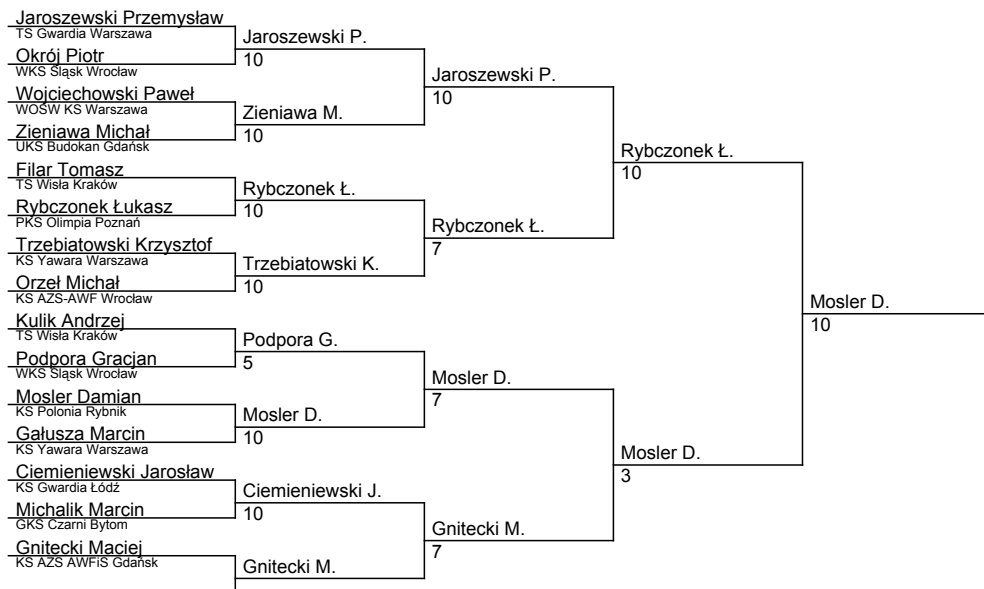 Jaroszewski Przemysław
TS Gwardia Warszawa
Okrój Piotr
WKS Śląsk Wrocław
Wojciechowski Paweł
WOSW KS Warszawa
Zieniawa Michał
UKS Budokan Gdańsk
Filar Tomasz
TS Wisła Kraków
Rybczonek Łukasz
PKS Olimpia Poznań
Trzebiatowski Krzysztof
KS Yawara Warszawa
Orzeł Michał
KS AZS-AWF Wrocław
Kulik Andrzej
TS Wisła Kraków
Podpora Gracjan
WKS Śląsk Wrocław
Mosler Damian
KS Polonia Rybnik
Gałusza Marcin
KS Yawara Warszawa
Ciemieniewski Jarosław
KS Gwardia Łódź
Michalik Marcin
GKS Czarni Bytom
Gnitecki Maciej
KS AZS AWFiS Gdańsk
Jaroszewski P.
10
Zieniawa M.
10
Rybczonek Ł.
10
Trzebiatowski K.
10
Podpora G.
5
Mosler D.
10
Ciemieniewski J.
10
Gnitecki M.
Jaroszewski P.
10
Rybczonek Ł.
7
Mosler D.
7
Gnitecki M.
7
Rybczonek Ł.
10
Mosler D.
3
Mosler D.
10